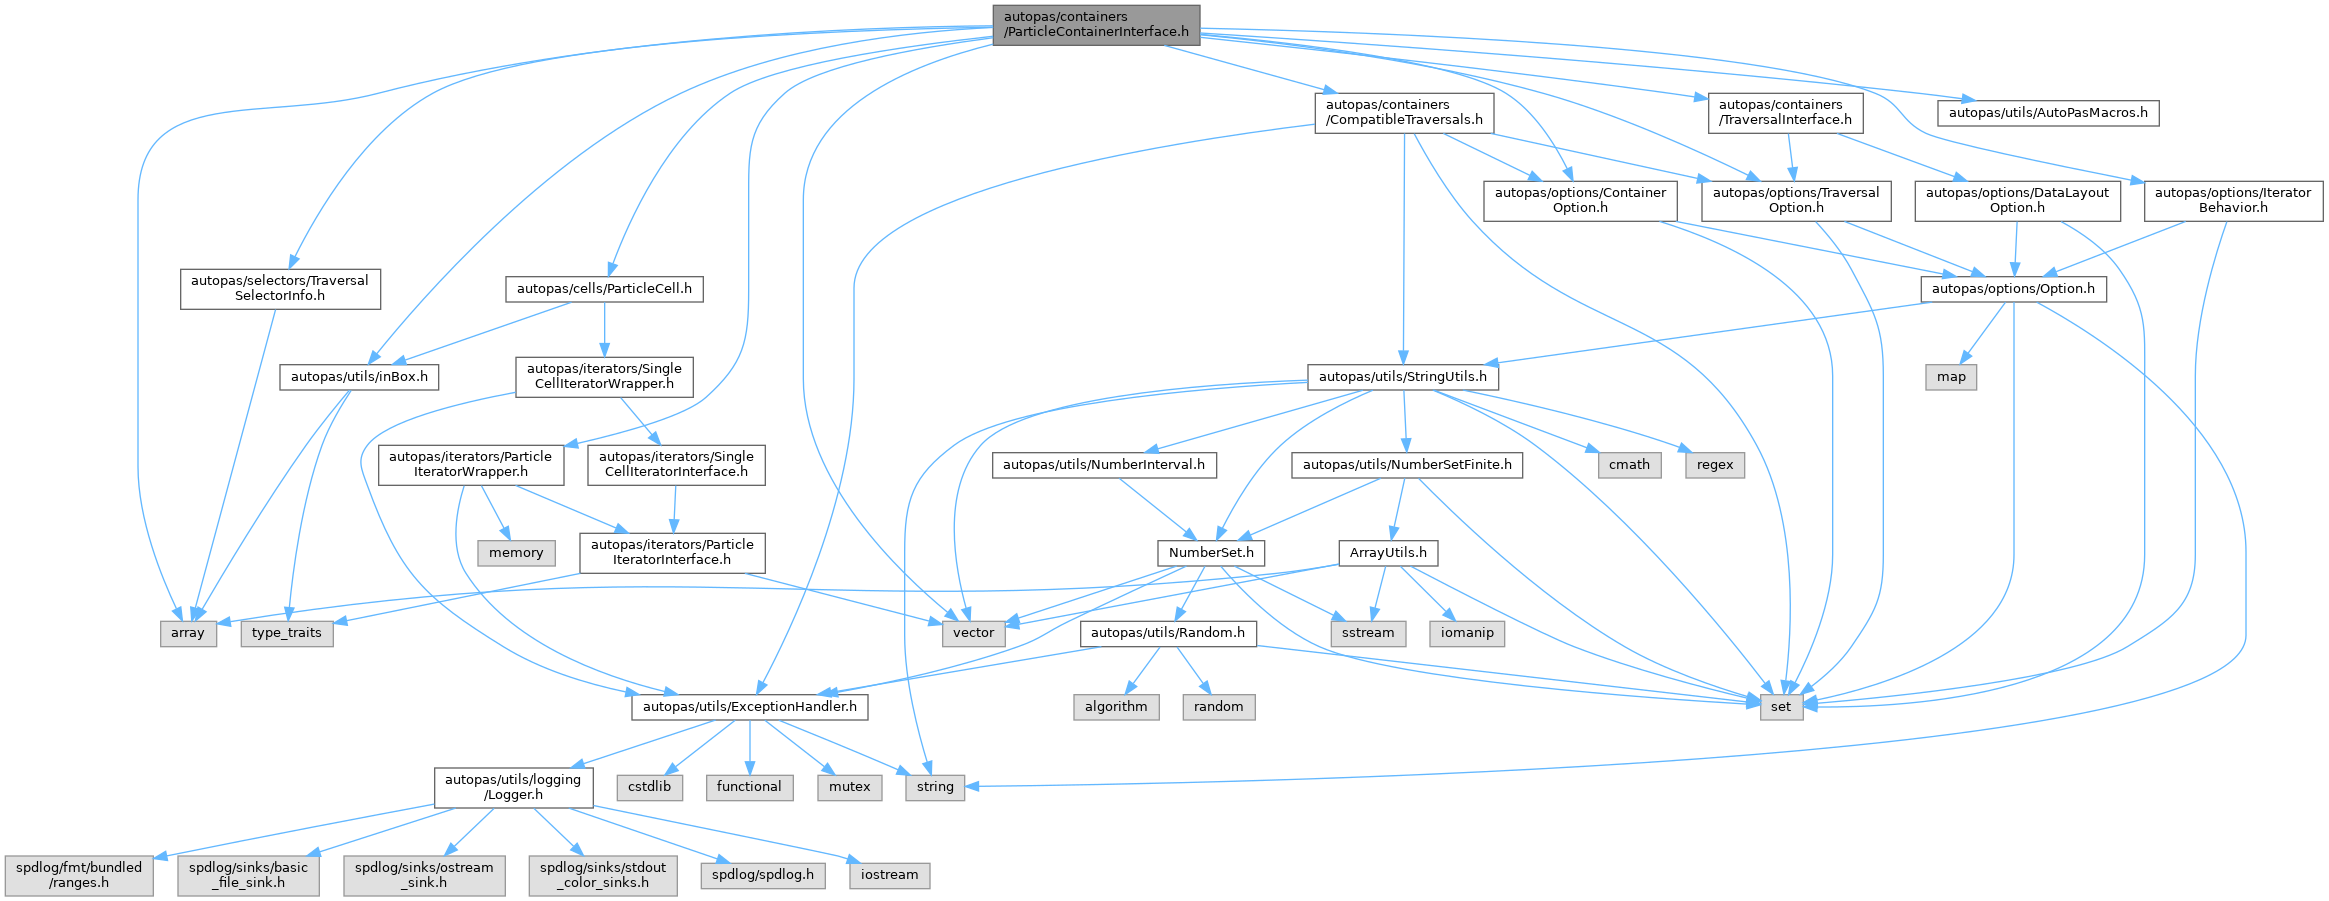 autopas/containers
/ParticleContainerInterface.h
autopas/containers
/CompatibleTraversals.h
autopas/containers
/TraversalInterface.h
autopas/utils/AutoPasMacros.h
autopas/options/Container
Option.h
autopas/options/Traversal
Option.h
autopas/options/DataLayout
Option.h
autopas/options/Iterator
Behavior.h
autopas/selectors/Traversal
SelectorInfo.h
autopas/cells/ParticleCell.h
autopas/options/Option.h
autopas/utils/inBox.h
autopas/iterators/Single
CellIteratorWrapper.h
autopas/utils/StringUtils.h
map
autopas/iterators/Particle
IteratorWrapper.h
autopas/iterators/Single
CellIteratorInterface.h
autopas/utils/NumberInterval.h
autopas/utils/NumberSetFinite.h
cmath
regex
memory
autopas/iterators/Particle
IteratorInterface.h
NumberSet.h
ArrayUtils.h
array
type_traits
vector
autopas/utils/Random.h
sstream
iomanip
autopas/utils/ExceptionHandler.h
algorithm
random
set
autopas/utils/logging
/Logger.h
cstdlib
functional
mutex
string
spdlog/fmt/bundled
/ranges.h
spdlog/sinks/basic
_file_sink.h
spdlog/sinks/ostream
_sink.h
spdlog/sinks/stdout
_color_sinks.h
spdlog/spdlog.h
iostream